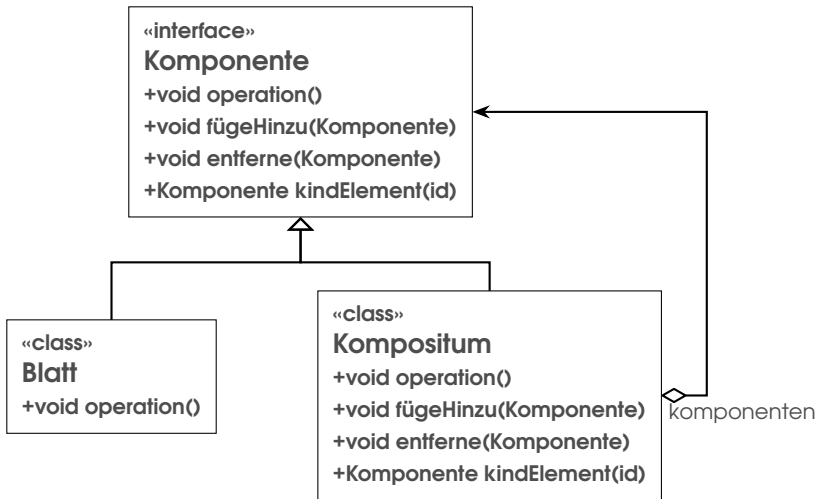 «interface»
Komponente
+void operation()
+void fügeHinzu(Komponente)
+void entferne(Komponente)
+Komponente kindElement(id)
«class»
Blatt
+void operation()
«class»
Kompositum
+void operation()
+void fügeHinzu(Komponente)
+void entferne(Komponente)
+Komponente kindElement(id)
komponenten